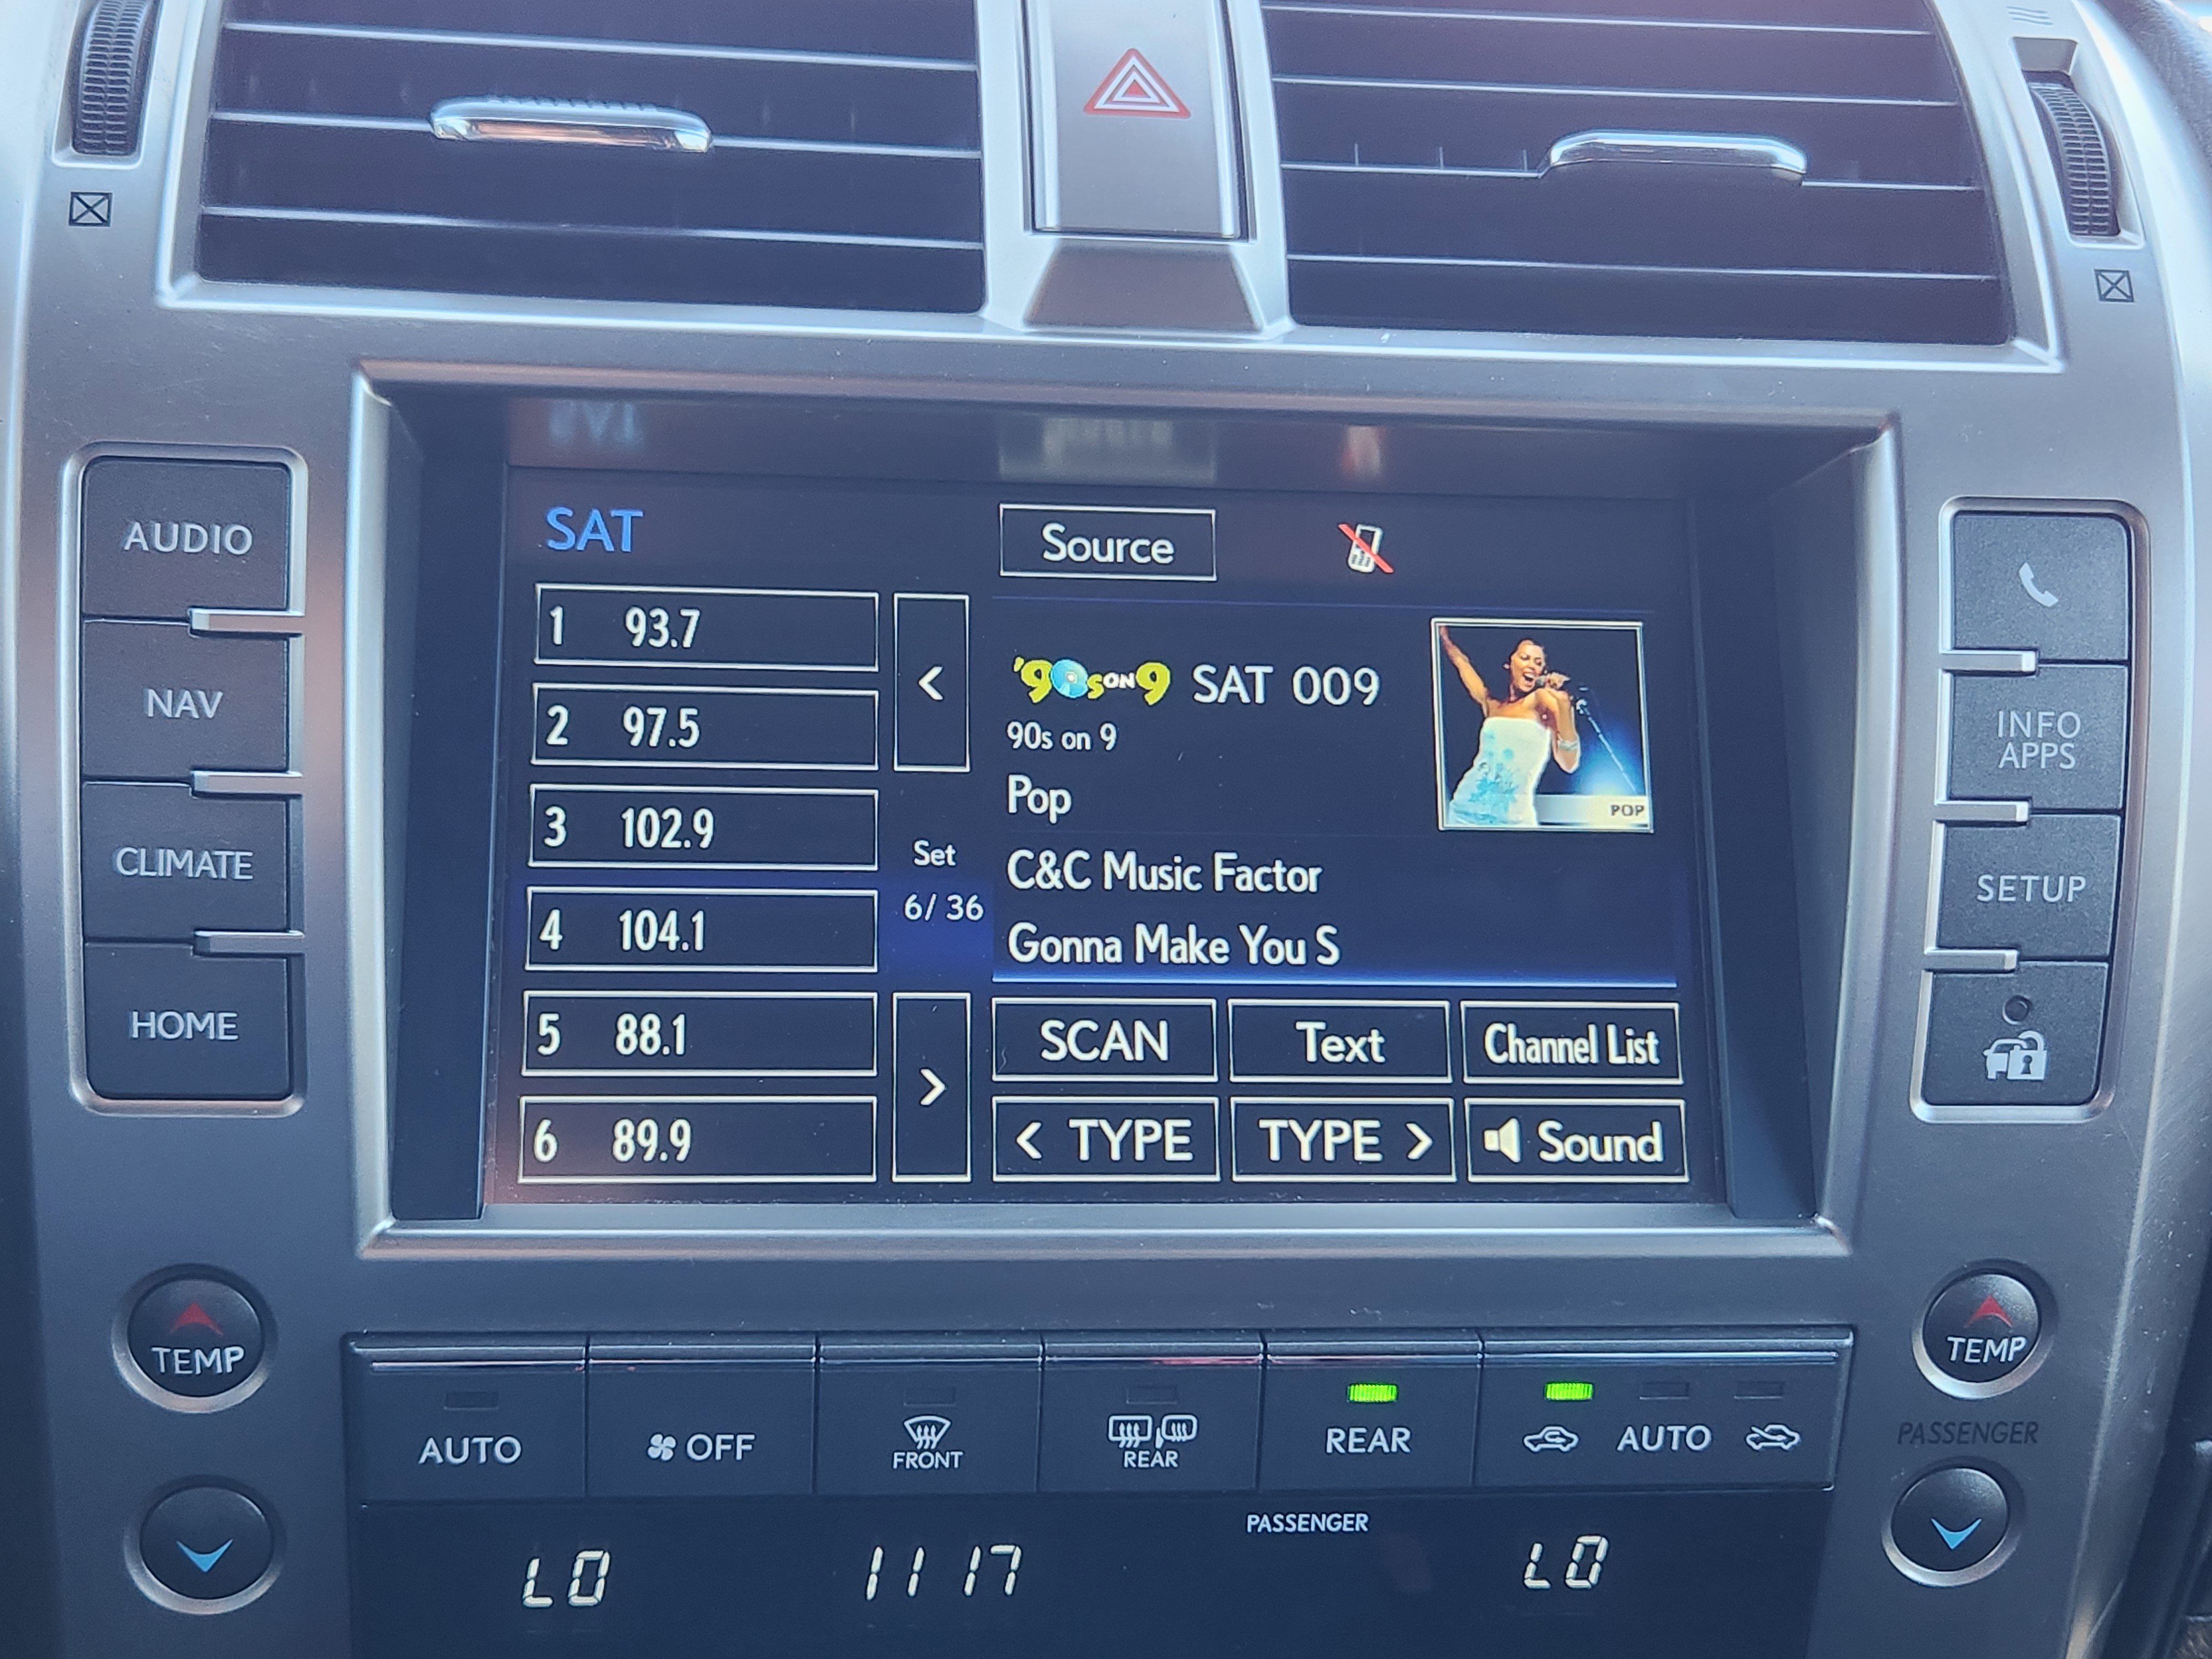 AUDIO
NAV
CLIMATE
HOME
SAT
Source
1 93.7
2 97.5
3 102.9
4 104.1
5 88.1
6 89.9
<
Set
6/ 36
>
'90s ON 9 SAT 009
90s on 9
Pop
POP
C&C Music Factor
Gonna Make You S
SCAN
Text
Channel List
< TYPE
TYPE >
Sound
INFO
APPS
SETUP
TEMP
TEMP
AUTO
OFF
FRONT
REAR
REAR
AUTO
PASSENGER
PASSENGER
LO
11 17
LO